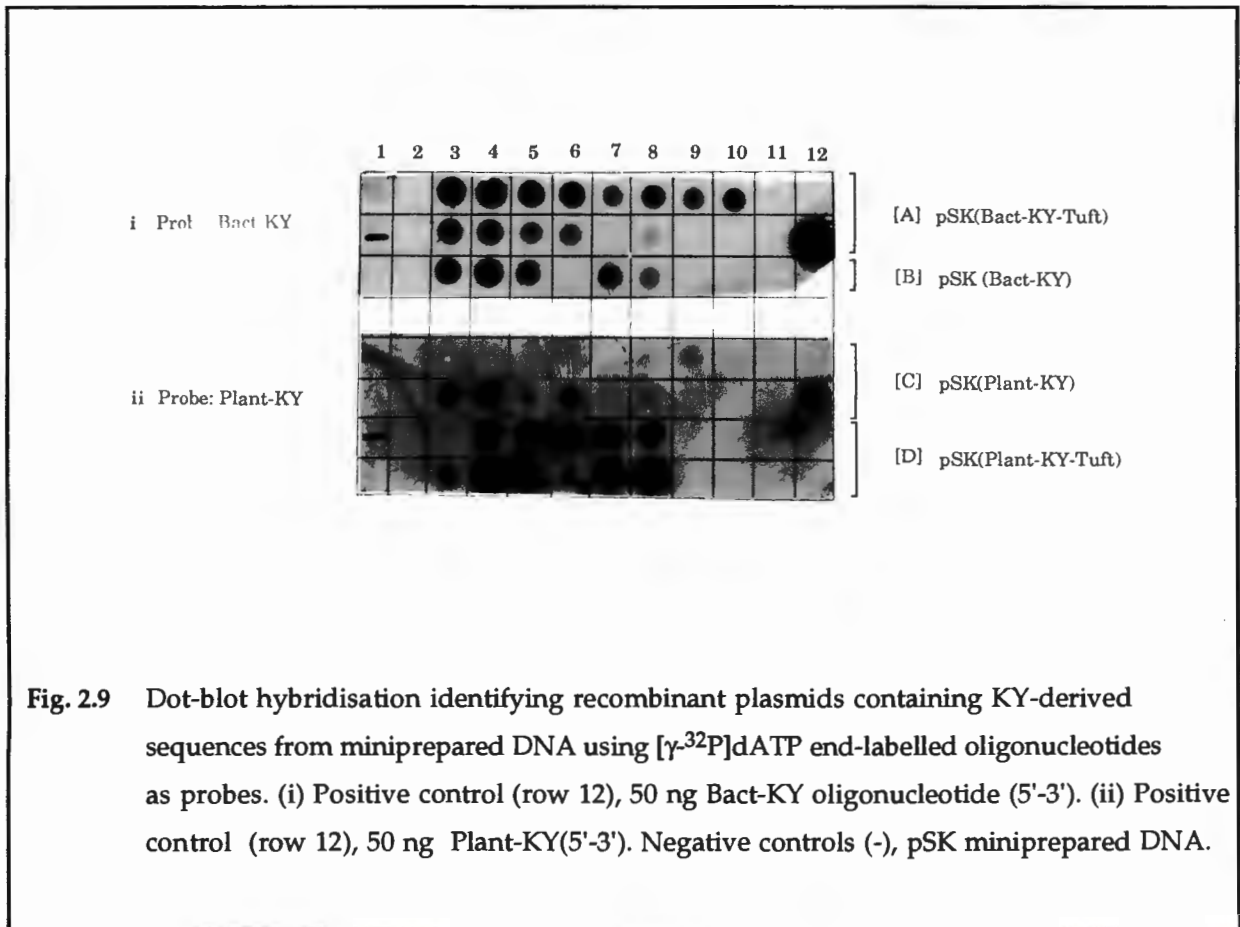 1 2 3 4 5 6 7 8 9 10 11 12
i Prol Bact KY
[A] pSK(Bact-KY-Tuft)
[B] pSK (Bact-KY)
ii Probe: Plant-KY
[C] pSK(Plant-KY)
[D] pSK(Plant-KY-Tuft)
Fig. 2.9 Dot-blot hybridisation identifying recombinant plasmids containing KY-derived
sequences from miniprepared DNA using [γ-³²P]dATP end-labelled oligonucleotides
as probes. (i) Positive control (row 12), 50 ng Bact-KY oligonucleotide (5'-3'). (ii) Positive
control (row 12), 50 ng Plant-KY(5'-3'). Negative controls (-), pSK miniprepared DNA.